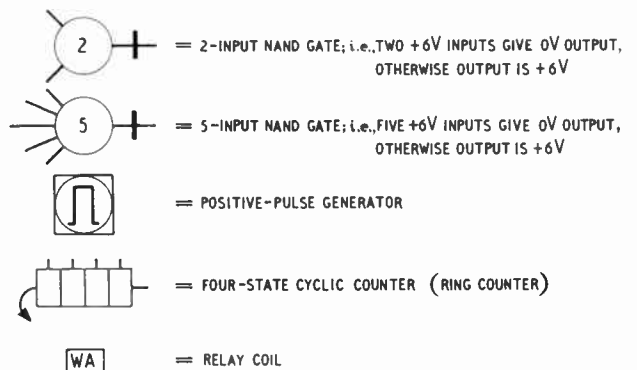 2 = 2-INPUT NAND GATE; i.e., TWO +6V INPUTS GIVE 0V OUTPUT,
OTHERWISE OUTPUT IS +6V
5 = 5-INPUT NAND GATE; i.e., FIVE +6V INPUTS GIVE 0V OUTPUT,
OTHERWISE OUTPUT IS +6V
= POSITIVE-PULSE GENERATOR
= FOUR-STATE CYCLIC COUNTER (RING COUNTER)
WA = RELAY COIL